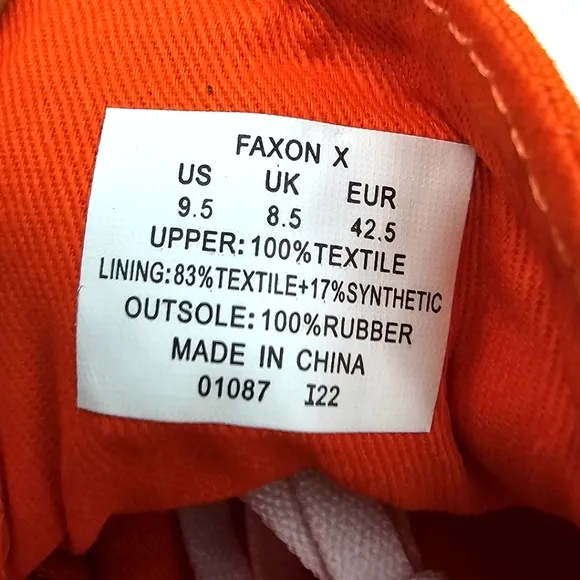 FAXON X
US UK EUR
9.5 8.5 42.5
UPPER: 100%TEXTILE
LINING:83%TEXTILE+17%SYNTHETIC
OUTSOLE: 100%RUBBER
MADE IN CHINA
01087 I22